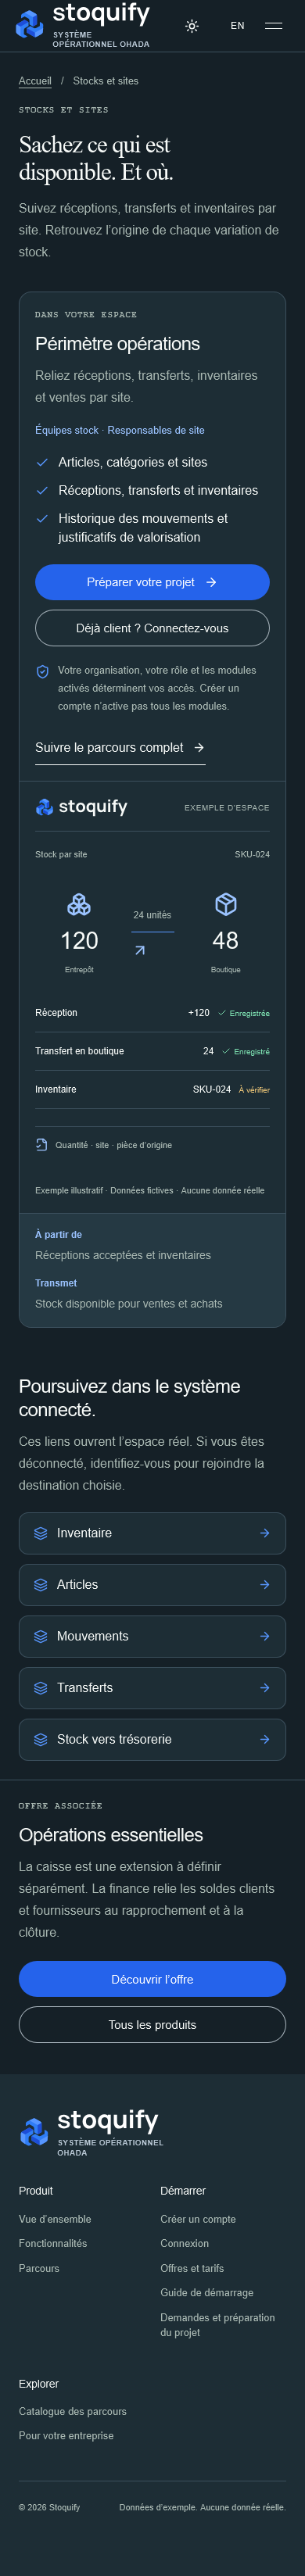 stoquify
SYSTÈME
OPÉRATIONNEL OHADA
EN
Accueil / Stocks et sites
STOCKS ET SITES
Sachez ce qui est
disponible. Et où.
Suivez réceptions, transferts et inventaires par
site. Retrouvez l'origine de chaque variation de
stock.
DANS VOTRE ESPACE
Périmètre opérations
Reliez réceptions, transferts, inventaires
et ventes par site.
Équipes stock · Responsables de site
Articles, catégories et sites
Réceptions, transferts et inventaires
Historique des mouvements et
justificatifs de valorisation
Préparer votre projet
Déjà client ? Connectez-vous
Votre organisation, votre rôle et les modules
activés déterminent vos accès. Créer un
compte n'active pas tous les modules.
Suivre le parcours complet
stoquify
EXEMPLE D'ESPACE
Stock par site
SKU-024
120
Entrepôt
24 unités
48
Boutique
Réception +120 Enregistrée
Transfert en boutique 24 Enregistré
Inventaire SKU-024 À vérifier
Quantité · site · pièce d'origine
Exemple illustratif · Données fictives · Aucune donnée réelle
À partir de
Réceptions acceptées et inventaires
Transmet
Stock disponible pour ventes et achats
Poursuivez dans le système
connecté.
Ces liens ouvrent l'espace réel. Si vous êtes
déconnecté, identifiez-vous pour rejoindre la
destination choisie.
Inventaire
Articles
Mouvements
Transferts
Stock vers trésorerie
OFFRE ASSOCIÉE
Opérations essentielles
La caisse est une extension à définir
séparément. La finance relie les soldes clients
et fournisseurs au rapprochement et à la
clôture.
Découvrir l'offre
Tous les produits
stoquify
SYSTÈME OPÉRATIONNEL
OHADA
Produit
Vue d'ensemble
Fonctionnalités
Parcours
Démarrer
Créer un compte
Connexion
Offres et tarifs
Guide de démarrage
Demandes et préparation
du projet
Explorer
Catalogue des parcours
Pour votre entreprise
© 2026 Stoquify
Données d'exemple. Aucune donnée réelle.